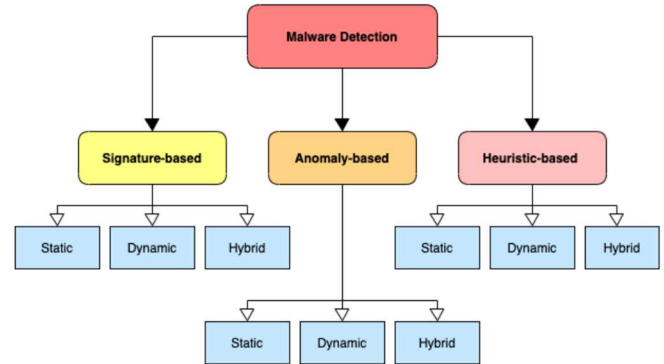 Malware Detection
Signature-based
Anomaly-based
Heuristic-based
Static
Dynamic
Hybrid
Static
Dynamic
Hybrid
Static
Dynamic
Hybrid